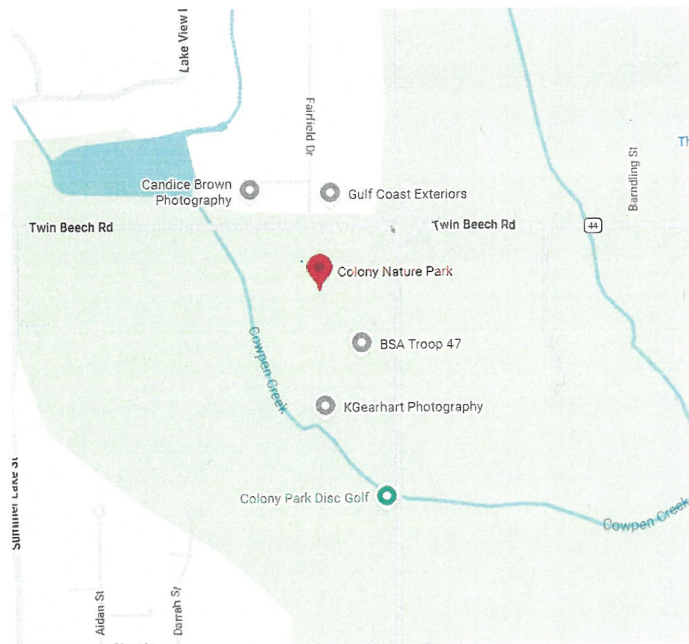 Lake View
Fairfield Dr
Th
Barndling St
Candice Brown
Photography
Gulf Coast Exteriors
Twin Beech Rd
Twin Beech Rd
44
Colony Nature Park
BSA Troop 47
Cowpen Creek
KGearhart Photography
Colony Park Disc Golf
Cowpen Creek
Summer Lake St
Aidan St
Darrah St